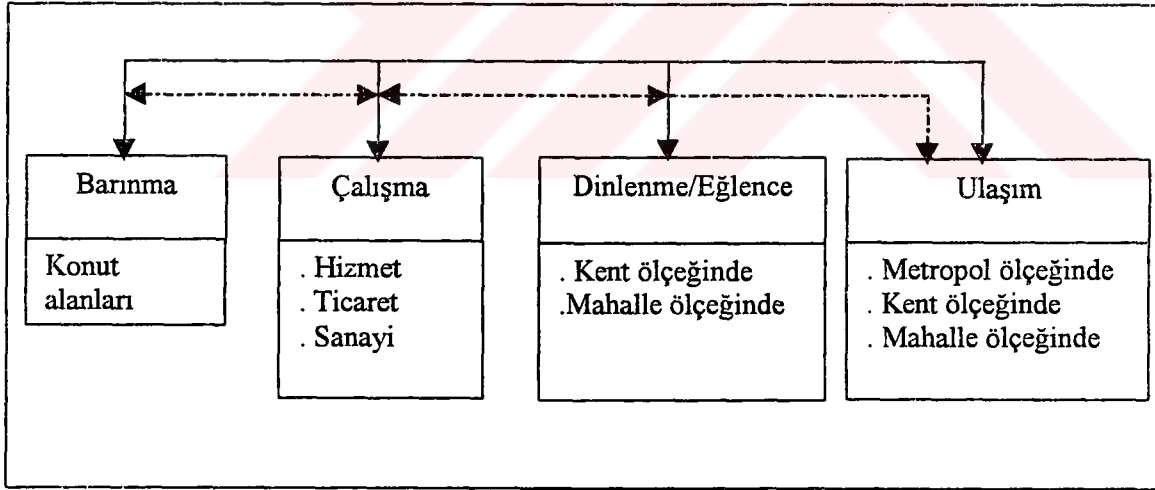 Barınma
Konut
alanları
Çalışma
. Hizmet
. Ticaret
. Sanayi
Dinlenme/Eğlence
. Kent ölçeğinde
.Mahalle ölçeğinde
Ulaşım
. Metropol ölçeğinde
. Kent ölçeğinde
. Mahalle ölçeğinde